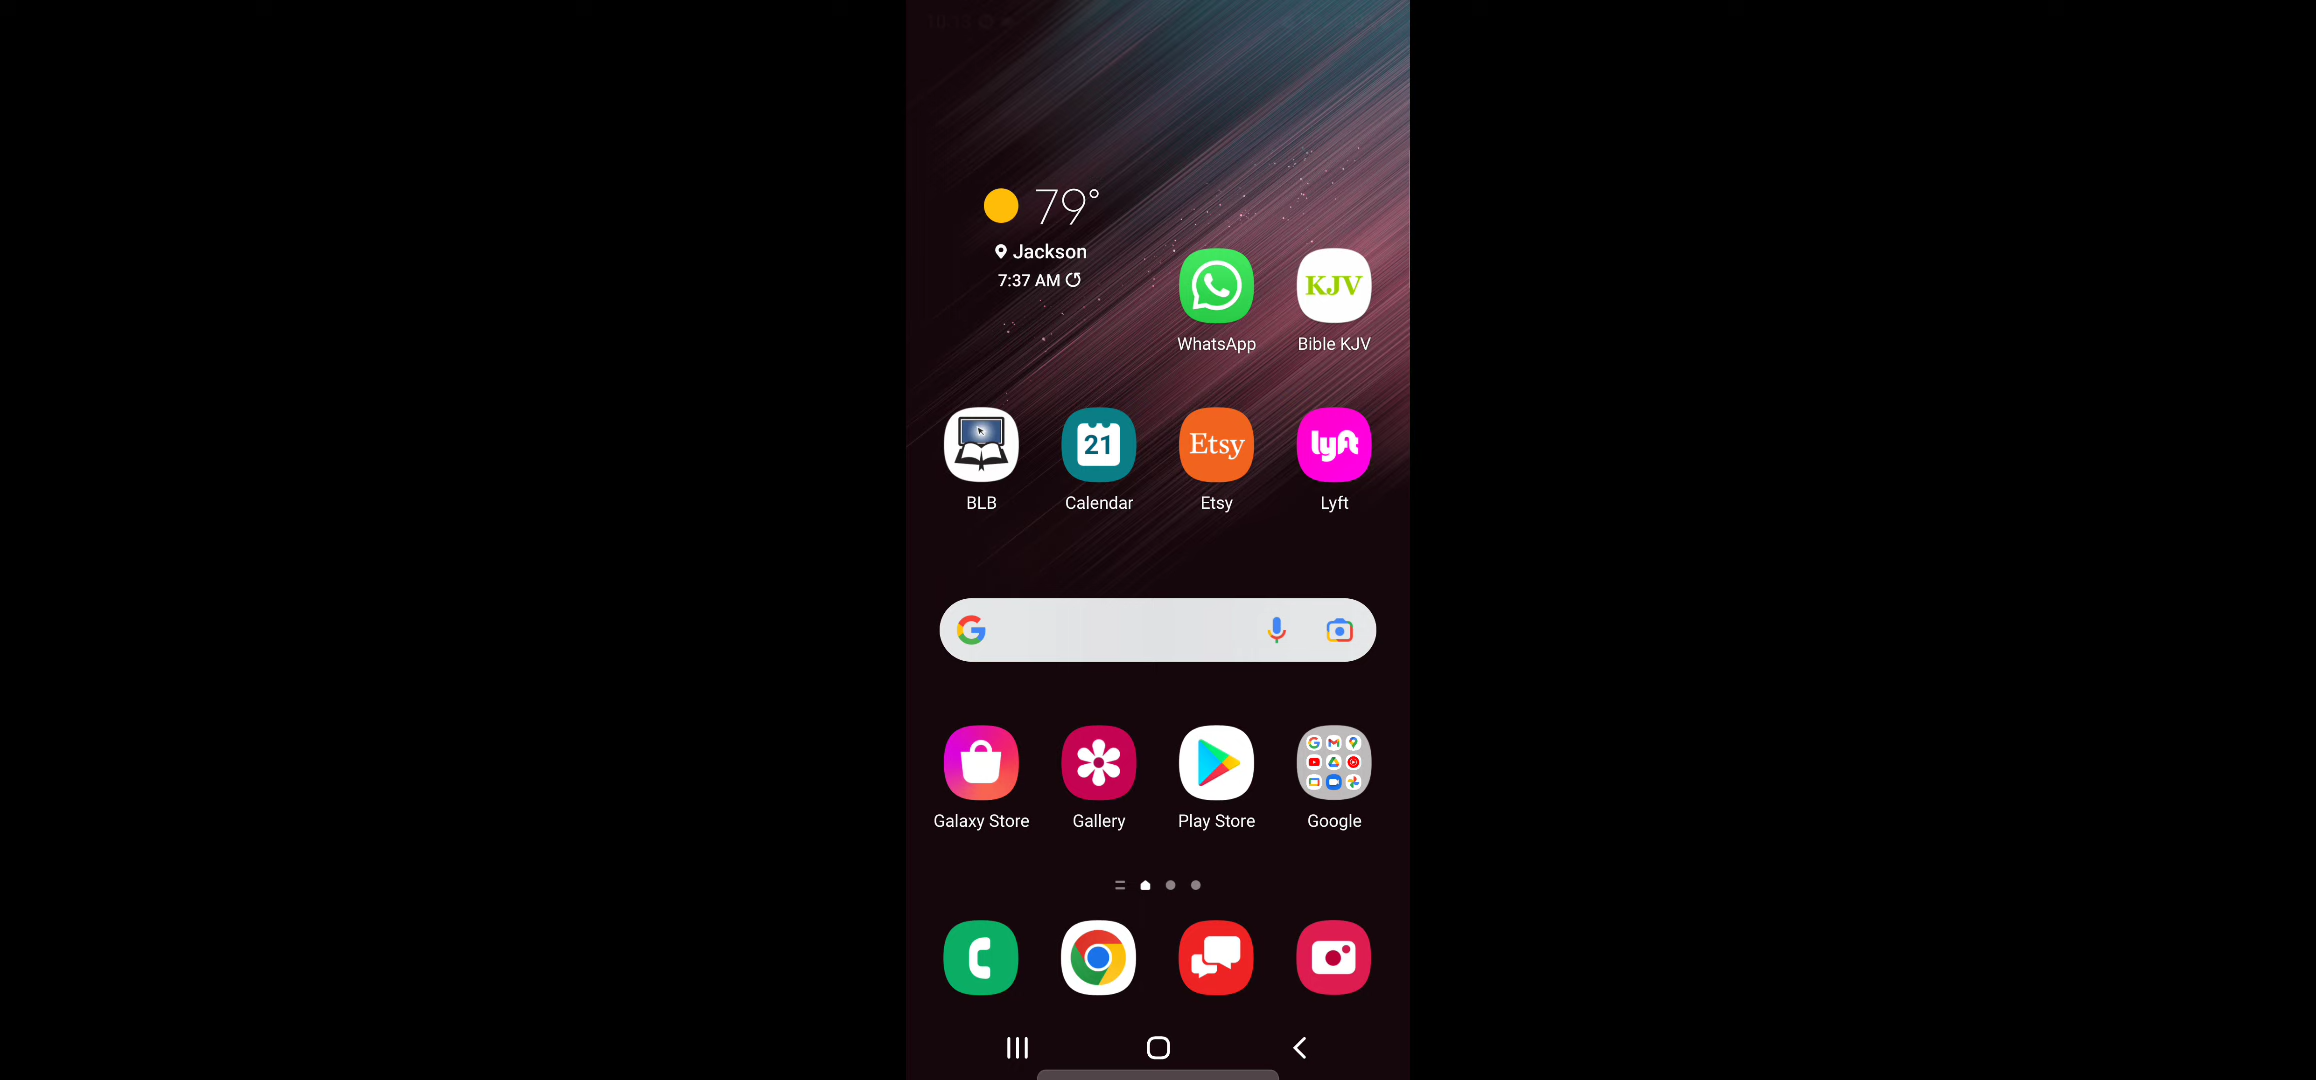 79°
Jackson
7:37 AM
WhatsApp
KJV
Bible KJV
21
Etsy
lyft
BLB
Calendar
Etsy
Lyft
Galaxy Store
Gallery
Play Store
Google